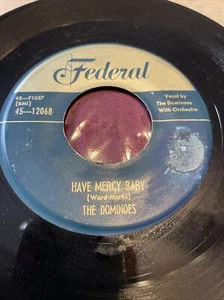 Federal
45-F1057
(BMI)
45-12068
Vocal by
The Dominoes
With Orchestra
HAVE MERCY BABY
(Ward-Marks)
THE DOMINOES